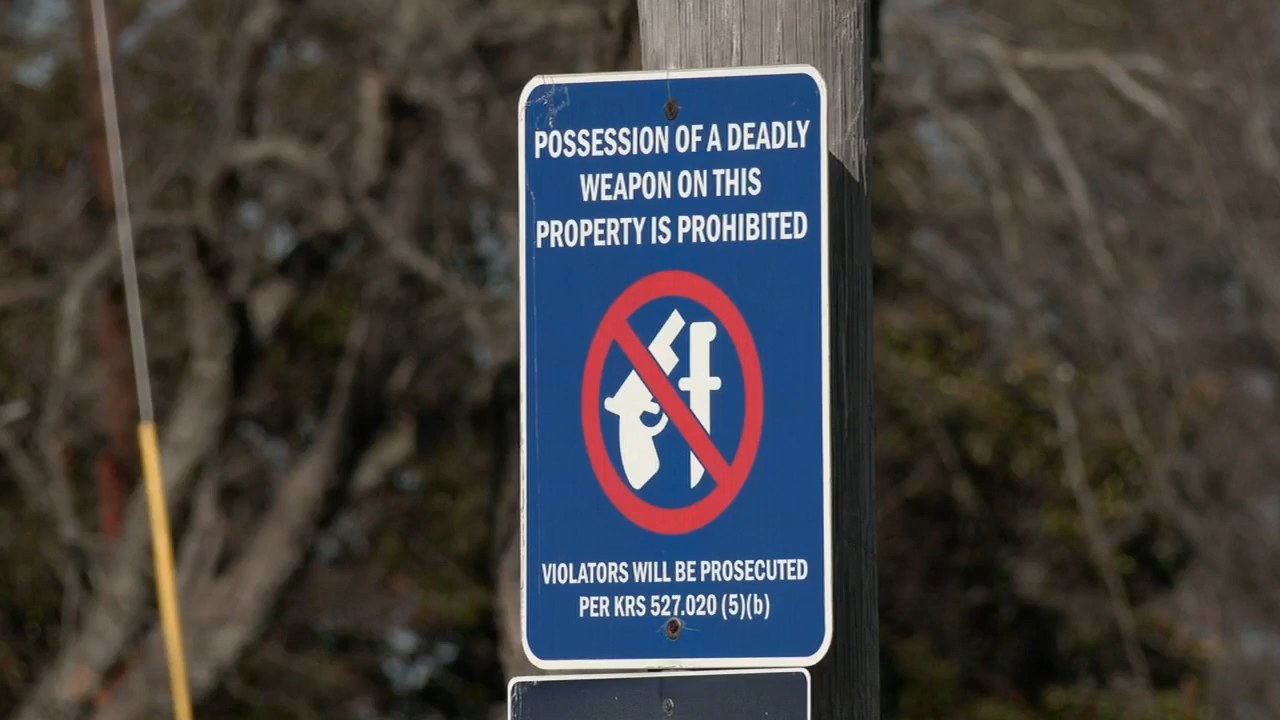 POSSESSION OF A DEADLY
WEAPON ON THIS
PROPERTY IS PROHIBITED
VIOLATORS WILL BE PROSECUTED
PER KRS 527.020 (5)(b)